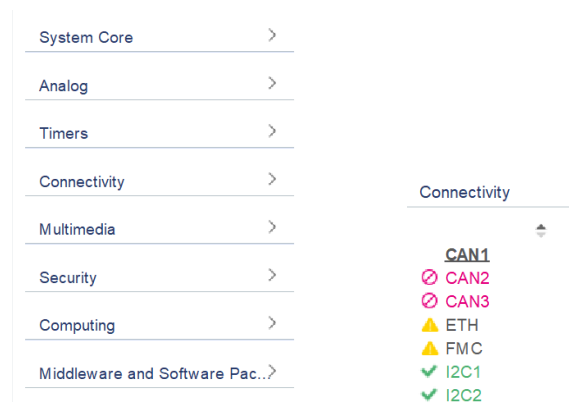 System Core
Analog
Timers
Connectivity
Multimedia
Security
Computing
Middleware and Software Pac...
Connectivity
CAN1
CAN2
CAN3
ETH
FMC
I2C1
I2C2